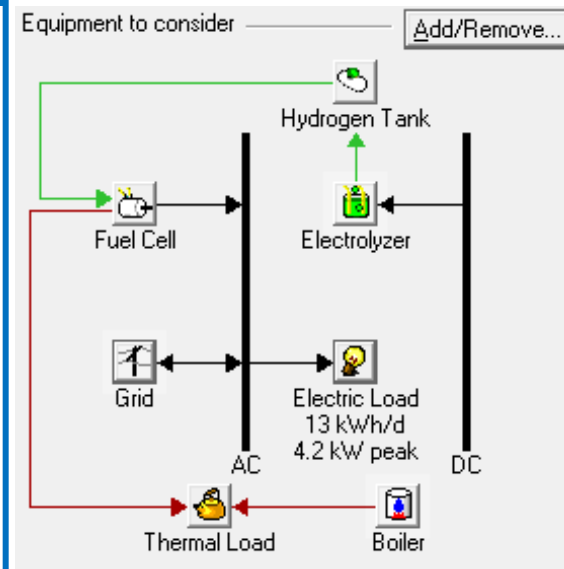 Equipment to consider
Add/Remove...
Hydrogen Tank
Fuel Cell
Electrolyzer
Grid
Electric Load
13 kWh/d
4.2 kW peak
AC
DC
Thermal Load
Boiler